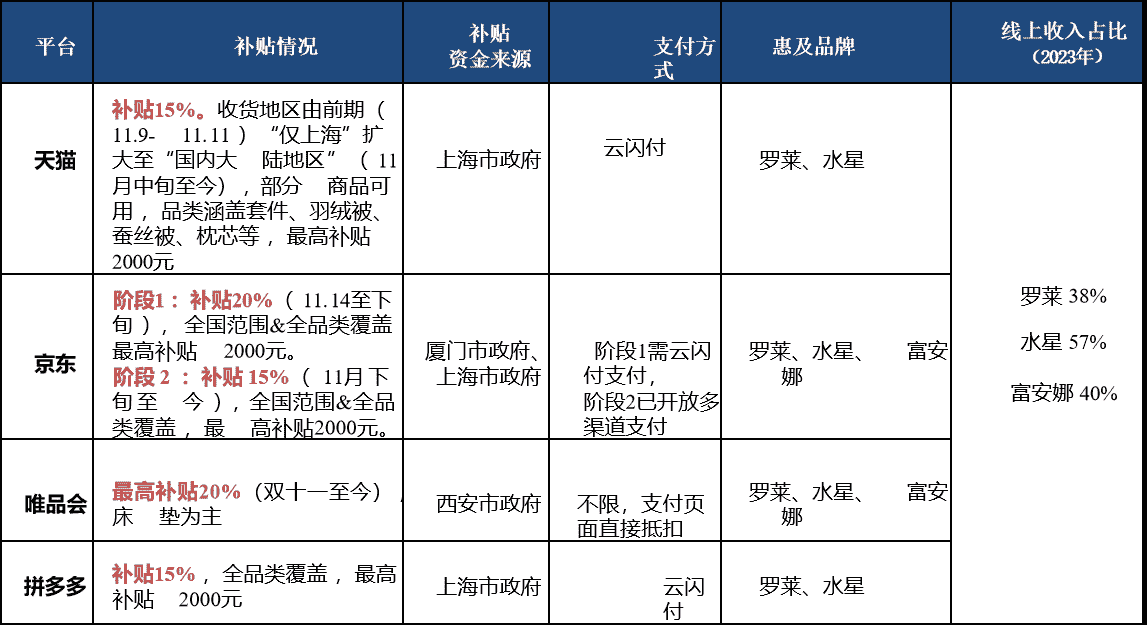 平台
补贴情况
补贴
资金来源
支付方
式
惠及品牌
线上收入占比
（2023年）
天猫
补贴15%。收货地区由前期（
11.9- 11.11 ）“仅上海”扩
大至“国内大 陆地区”（ 11
月中旬至今），部分 商品可
用 ，品类涵盖套件、羽绒被、
蚕丝被、枕芯等 ，最高补贴
2000元
上海市政府
云闪付
罗莱、水星
京东
阶段1 ：补贴20%（ 11.14至下
旬 ），全国范围&全品类覆盖
最高补贴 2000元。
阶段 2 ：补贴 15%（ 11月 下
旬 至 今 ），全国范围&全品
类覆盖 ，最 高补贴2000元。
厦门市政府、
上海市政府
阶段1需云闪
付支付，
阶段2已开放多
渠道支付
罗莱、水星、 富安
娜
唯品会
最高补贴20%（双十一至今），
床 垫为主
西安市政府
不限，支付页
面直接抵扣
罗莱、水星、 富安
娜
拼多多
补贴15% ，全品类覆盖 ，最高
补贴 2000元
上海市政府
云闪
付
罗莱、水星
罗莱 38%
水星 57%
富安娜 40%